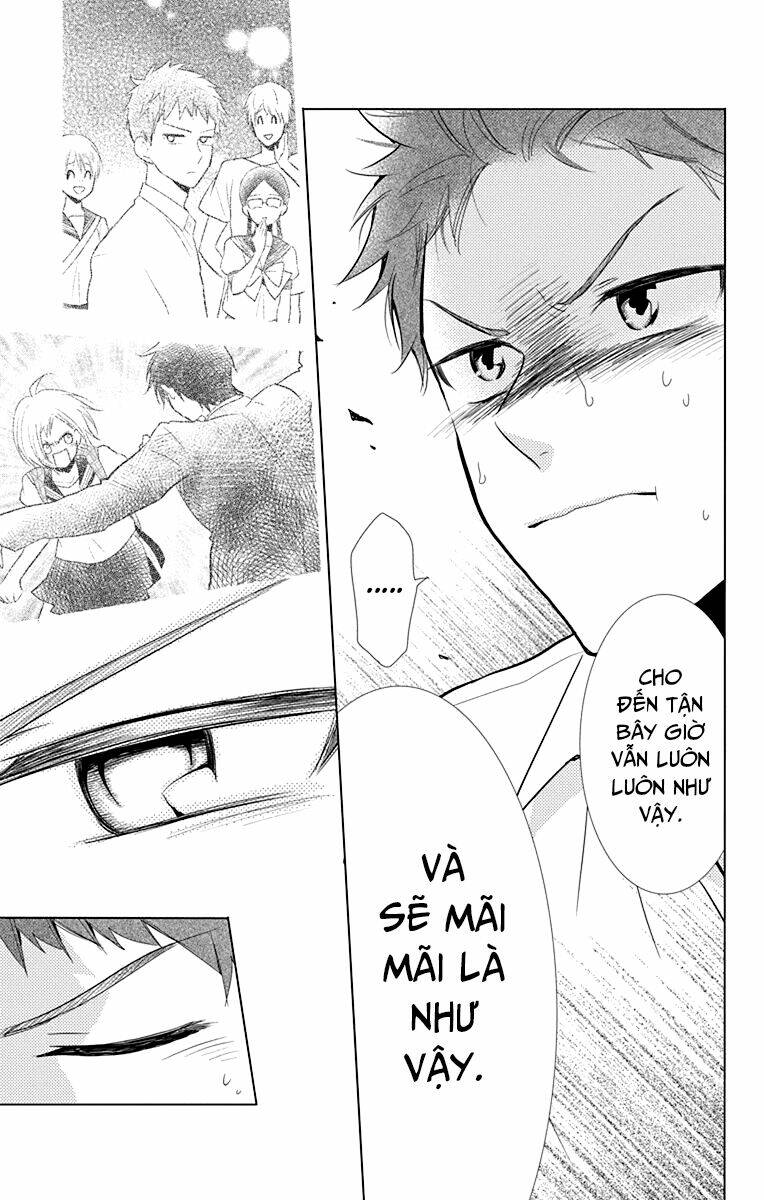 CHO
ĐẾN TẬN
BÂY GIỜ
VẪN LUÔN
LUÔN NHƯ
VẬY.
......
VÀ
SẼ MÃI
MÃI LÀ
NHƯ
VẬY.